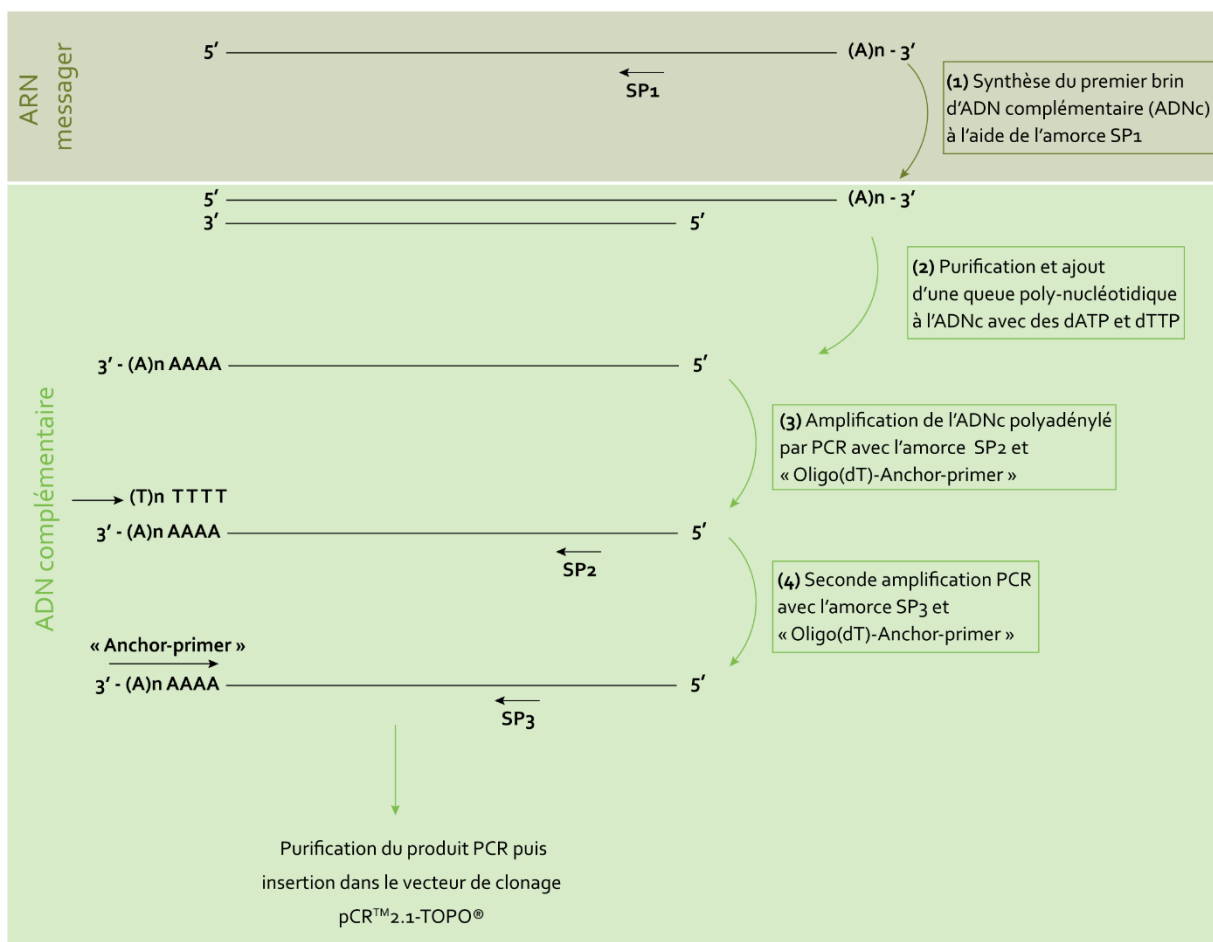 ARN
messager
5′
(A)n - 3′
SP1
(1) Synthèse du premier brin
d’ADN complémentaire (ADNc)
à l’aide de l’amorce SP1
5′
(A)n - 3′
3′
5′
(2) Purification et ajout
d’une queue poly-nucléotidique
à l’ADNc avec des dATP et dTTP
ADN complémentaire
3′ - (A)n AAAA
5′
(3) Amplification de l’ADNc polyadénylé
par PCR avec l’amorce SP2 et
« Oligo(dT)-Anchor-primer »
(T)n TTTT
3′ - (A)n AAAA
5′
SP2
(4) Seconde amplification PCR
avec l’amorce SP3 et
« Oligo(dT)-Anchor-primer »
« Anchor-primer »
3′ - (A)n AAAA
5′
SP3
Purification du produit PCR puis
insertion dans le vecteur de clonage
pCR™2.1-TOPO®